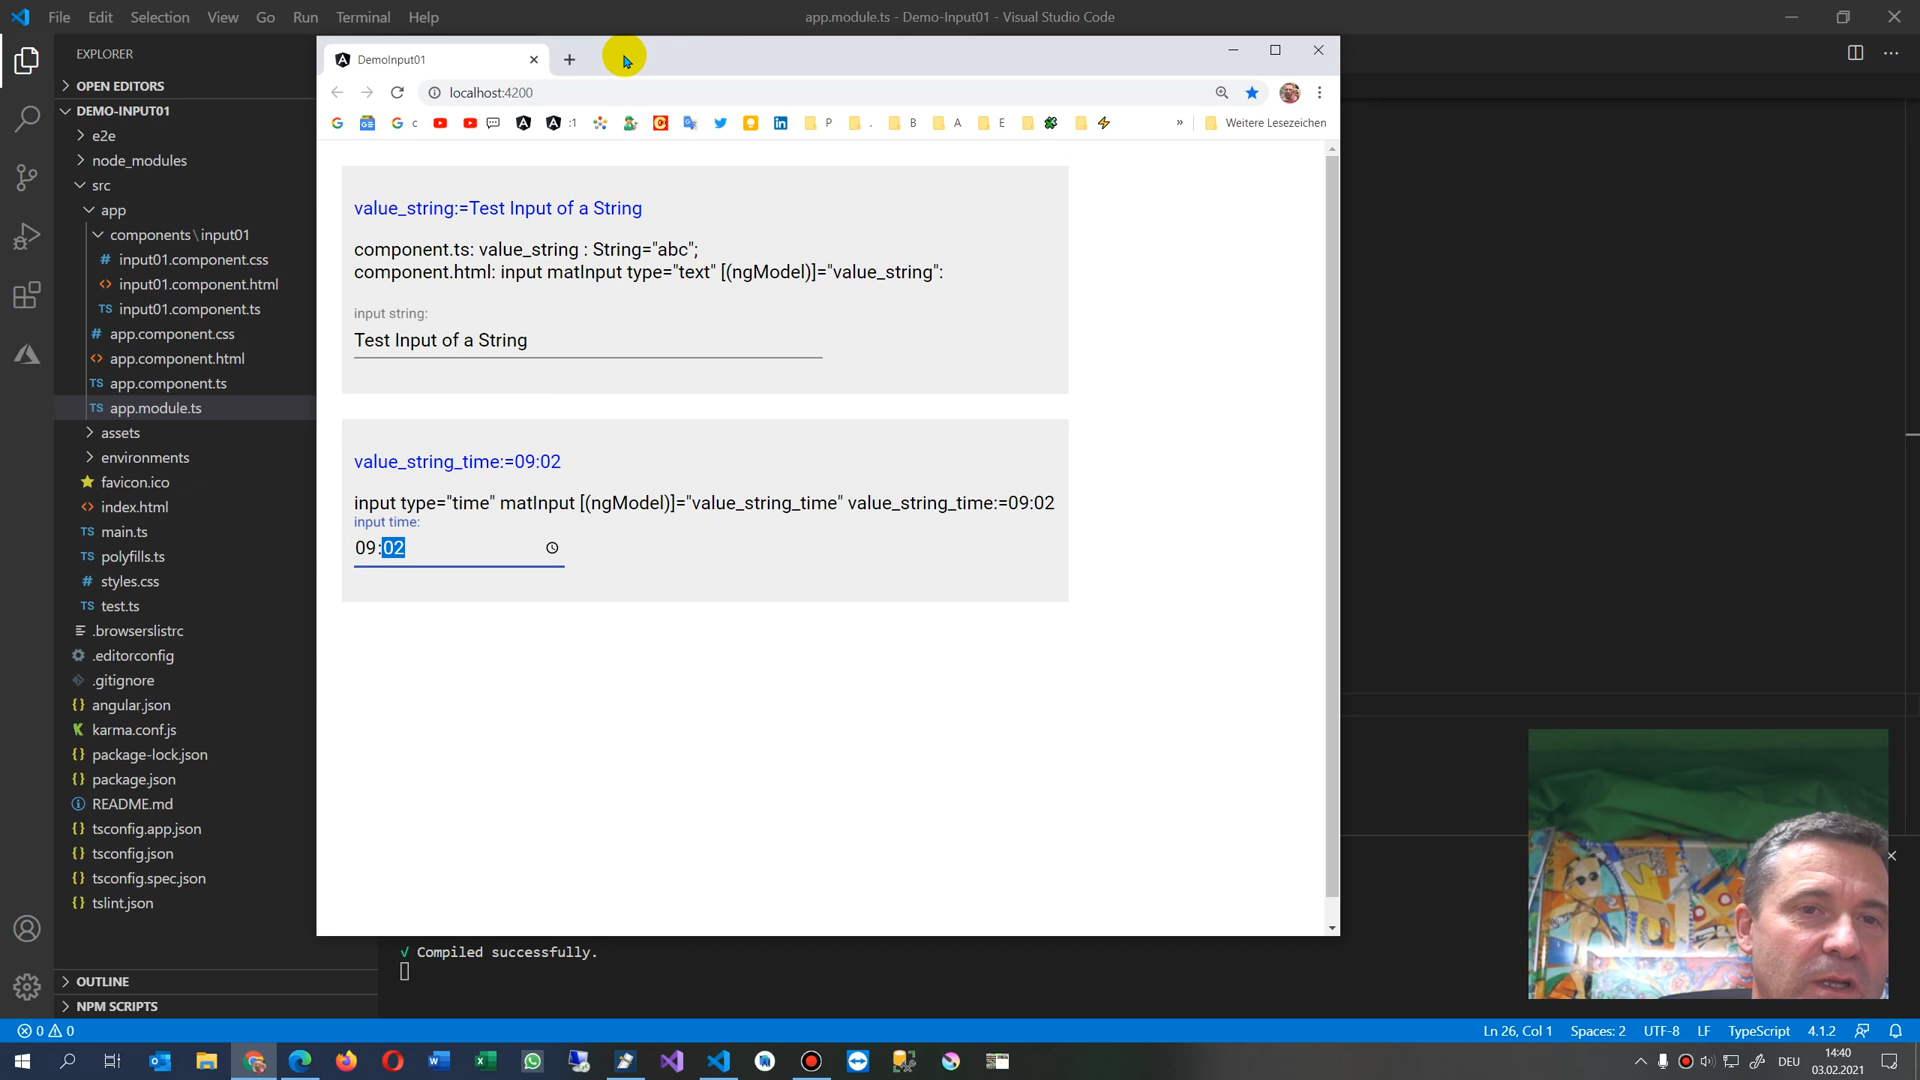 File Edit Selection View Go Run Terminal Help
app.module.ts - Demo-Input01 - Visual Studio Code
EXPLORER
OPEN EDITORS
DEMO-INPUT01
e2e
node_modules
src
app
components\input01
input01.component.css
input01.component.html
input01.component.ts
app.component.css
app.component.html
app.component.ts
app.module.ts
assets
environments
favicon.ico
index.html
main.ts
polyfills.ts
styles.css
test.ts
.browserslistrc
.editorconfig
.gitignore
angular.json
karma.conf.js
package-lock.json
package.json
README.md
tsconfig.app.json
tsconfig.json
tsconfig.spec.json
tslint.json
OUTLINE
NPM SCRIPTS
DemoInput01
localhost:4200
c :1 P . B A E » Weitere Lesezeichen
value_string:=Test Input of a String
component.ts: value_string : String="abc";
component.html: input matInput type="text" [(ngModel)]="value_string":
input string:
Test Input of a String
value_string_time:=09:02
input type="time" matInput [(ngModel)]="value_string_time" value_string_time:=09:02
input time:
09:02
√ Compiled successfully.
0 0
Ln 26, Col 1 Spaces: 2 UTF-8 LF TypeScript 4.1.2
DEU
14:40
03.02.2021